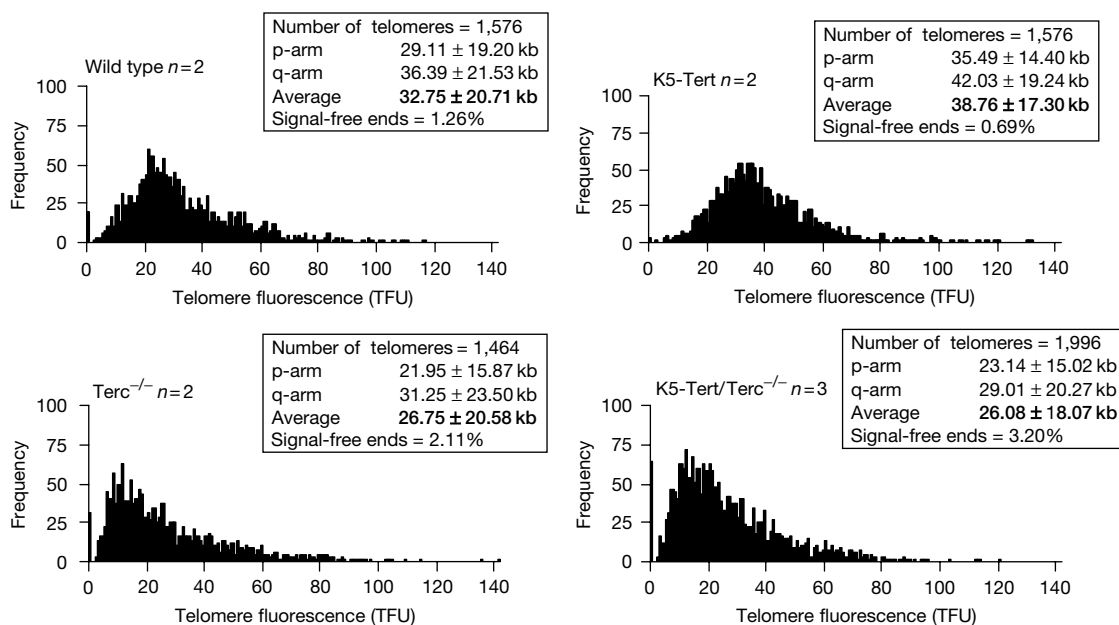 Wild type n=2
Number of telomeres = 1,576
p-arm 29.11 ± 19.20 kb
q-arm 36.39 ± 21.53 kb
Average 32.75 ± 20.71 kb
Signal-free ends = 1.26%
Frequency
100
75
50
25
0
0 20 40 60 80 100 120 140
Telomere fluorescence (TFU)
K5-Tert n=2
Number of telomeres = 1,576
p-arm 35.49 ± 14.40 kb
q-arm 42.03 ± 19.24 kb
Average 38.76 ± 17.30 kb
Signal-free ends = 0.69%
Frequency
100
75
50
25
0
0 20 40 60 80 100 120 140
Telomere fluorescence (TFU)
Terc⁻/⁻ n=2
Number of telomeres = 1,464
p-arm 21.95 ± 15.87 kb
q-arm 31.25 ± 23.50 kb
Average 26.75 ± 20.58 kb
Signal-free ends = 2.11%
Frequency
100
75
50
25
0
0 20 40 60 80 100 120 140
Telomere fluorescence (TFU)
K5-Tert/Terc⁻/⁻ n=3
Number of telomeres = 1,996
p-arm 23.14 ± 15.02 kb
q-arm 29.01 ± 20.27 kb
Average 26.08 ± 18.07 kb
Signal-free ends = 3.20%
Frequency
100
75
50
25
0
0 20 40 60 80 100 120 140
Telomere fluorescence (TFU)